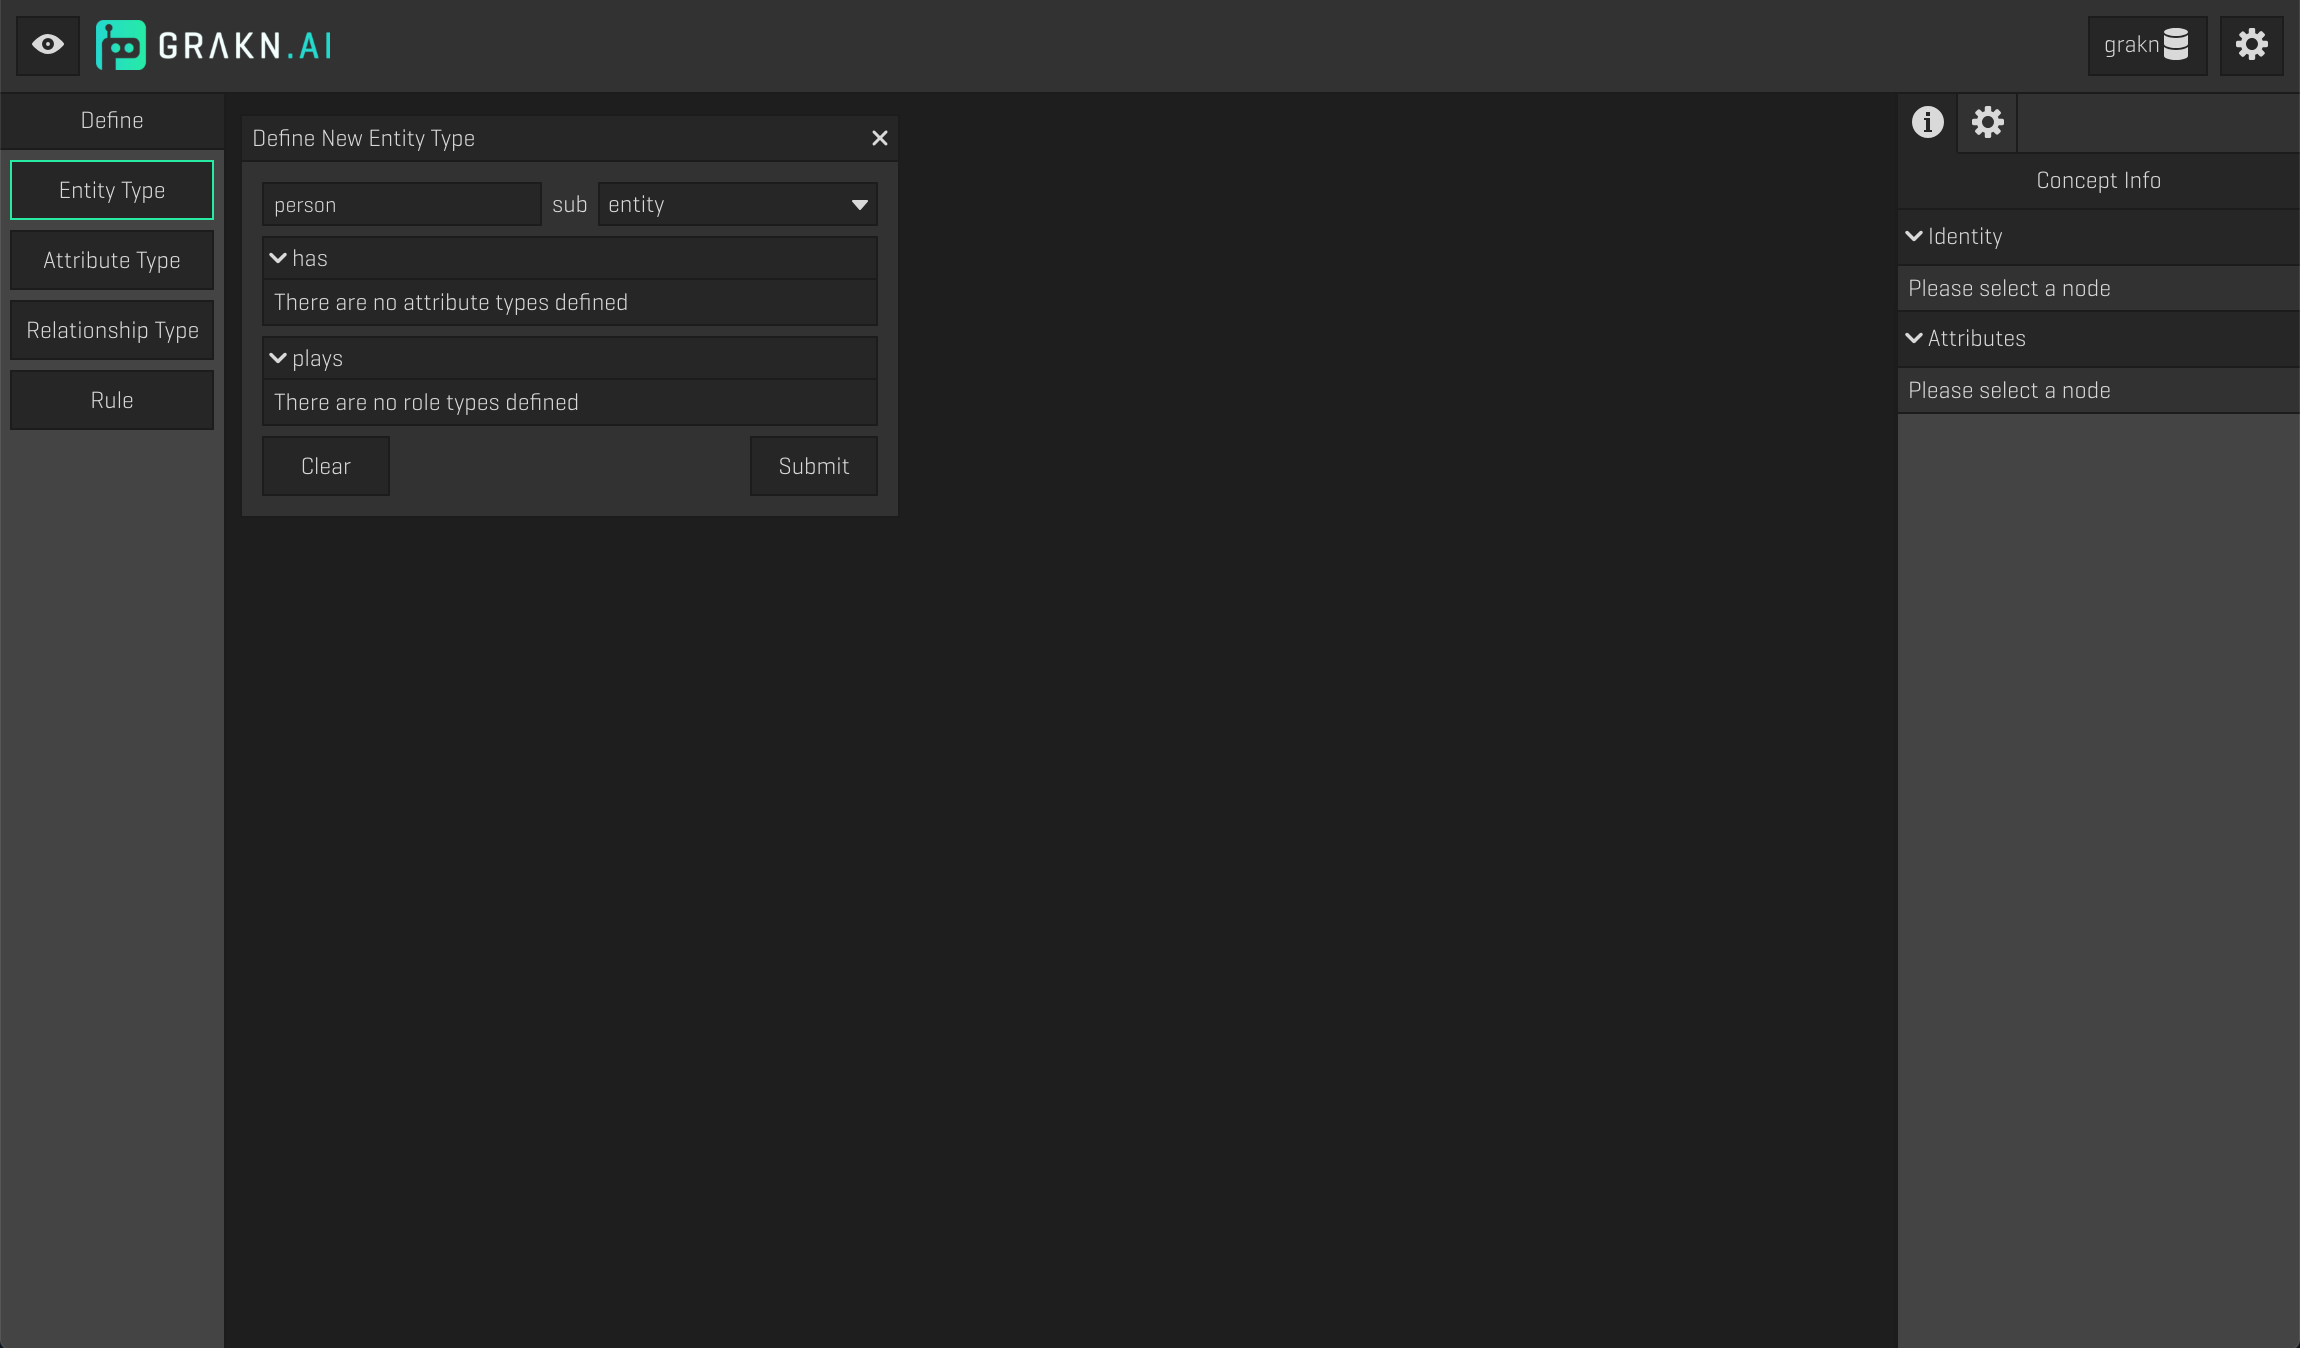 GRAKN.AI
grakn
Define
Entity Type
Attribute Type
Relationship Type
Rule
Define New Entity Type
person sub entity
has
There are no attribute types defined
plays
There are no role types defined
Clear Submit
Concept Info
Identity
Please select a node
Attributes
Please select a node